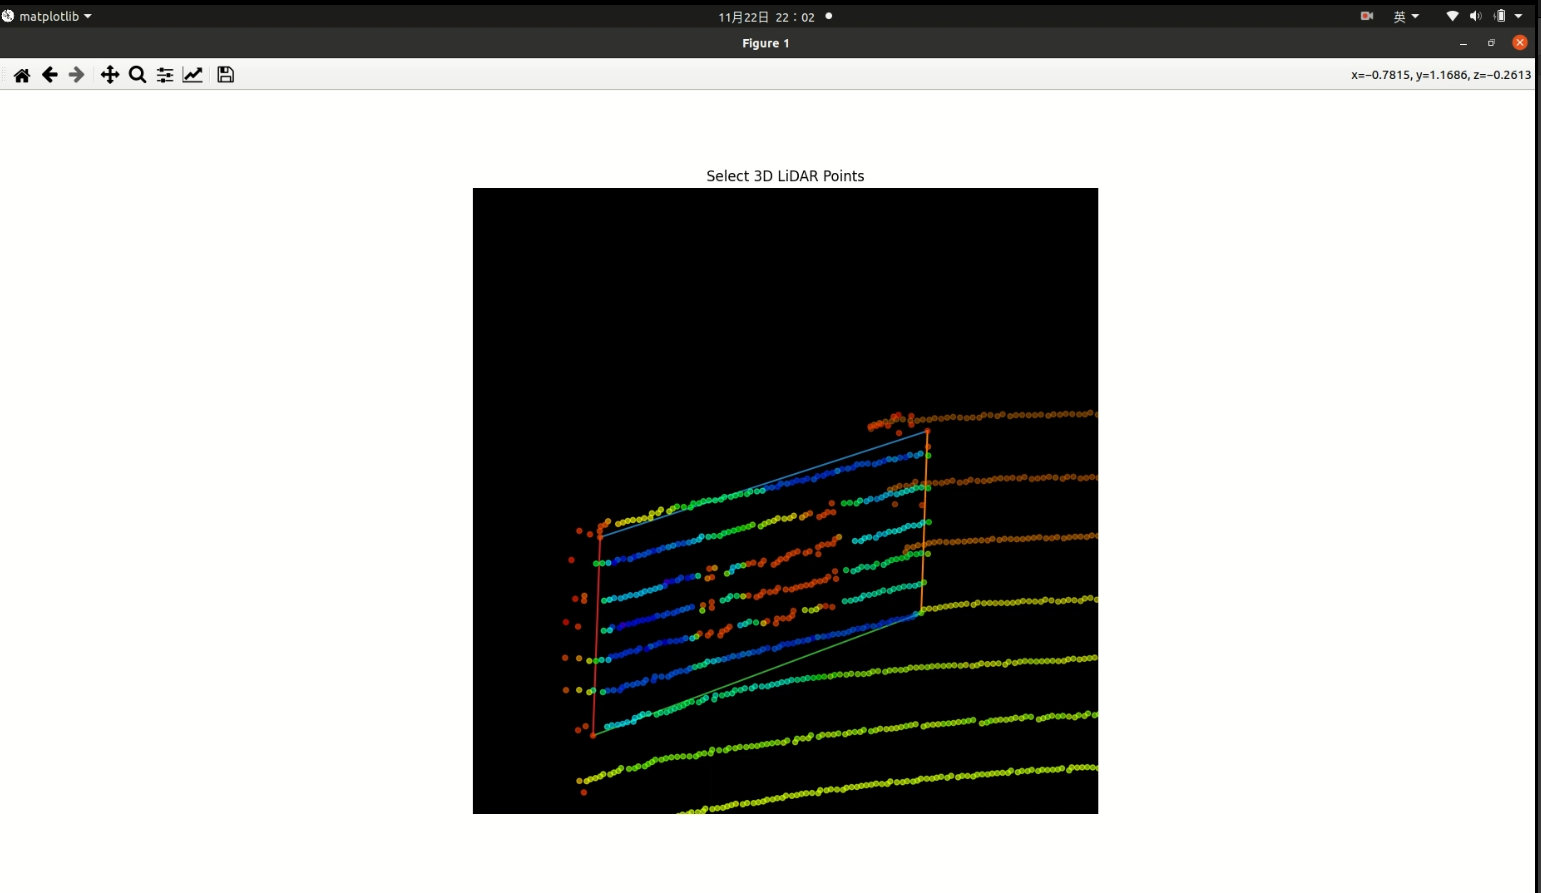 matplotlib
11月22日 22：02
英
Figure 1
x=−0.7815, y=1.1686, z=−0.2613
Select 3D LiDAR Points